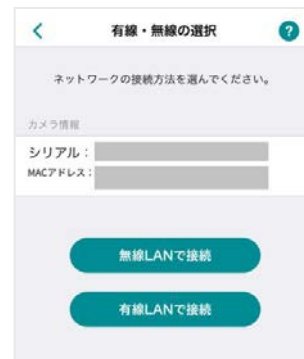 有線・無線の選択
?
ネットワークの接続方法を選んでください。
カメラ情報
シリアル：
MACアドレス：
無線LANで接続
有線LANで接続